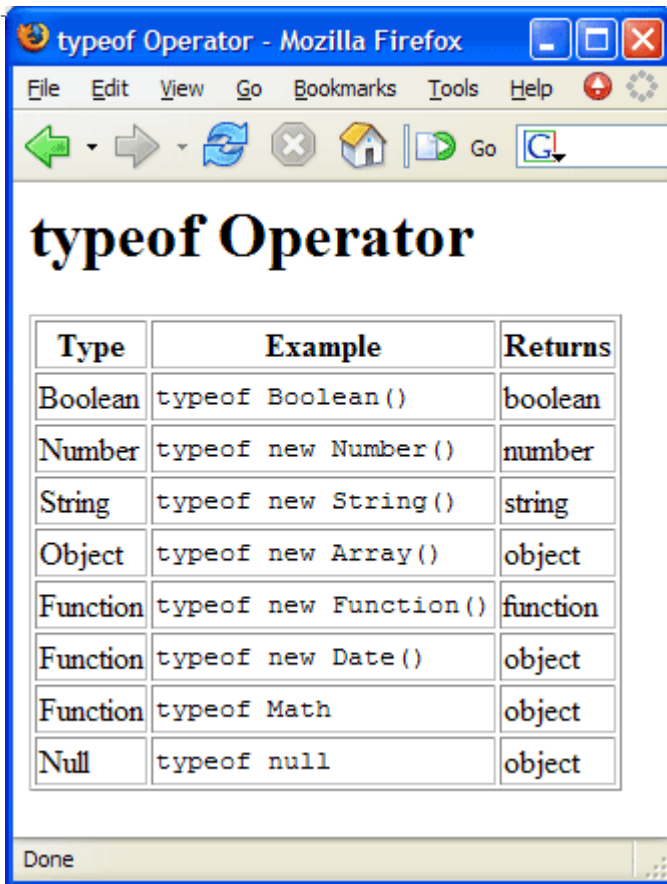 typeof Operator - Mozilla Firefox
File Edit View Go Bookmarks Tools Help
Go G
typeof Operator
Type Example Returns
Boolean typeof Boolean() boolean
Number typeof new Number() number
String typeof new String() string
Object typeof new Array() object
Function typeof new Function() function
Function typeof new Date() object
Function typeof Math object
Null typeof null object
Done